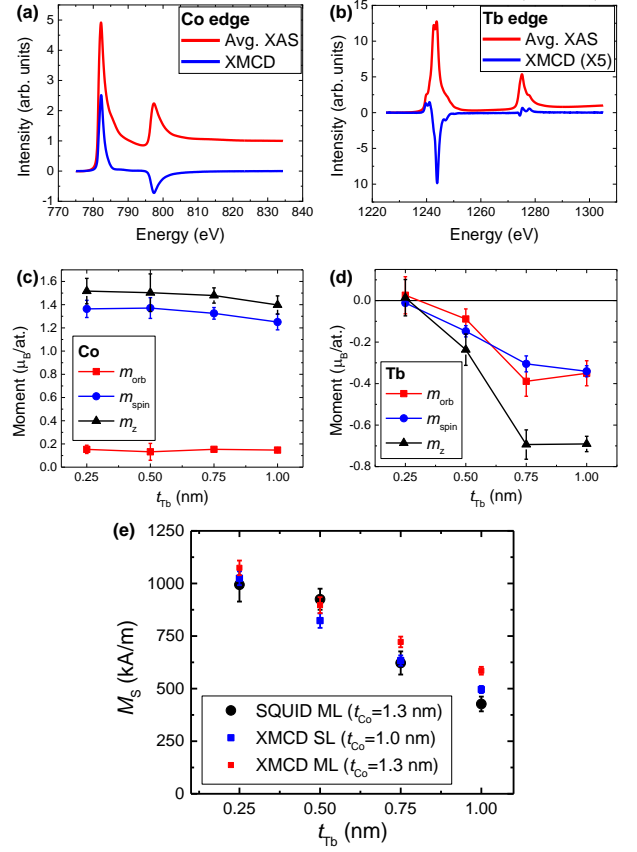 (a)
Co edge
Avg. XAS
XMCD
Intensity (arb. units)
5
4
3
2
1
0
-1
770 780 790 800 810 820 830 840
Energy (eV)
(b)
Tb edge
Avg. XAS
XMCD (X5)
Intensity (arb. units)
15
10
5
0
-5
-10
10
1220 1240 1260 1280 1300
Energy (eV)
(c)
Moment (μB/at.)
1.6
1.4
1.2
1.0
0.8
0.6
0.4
0.2
0.0
Co
morb
mspin
mz
0.25 0.50 0.75 1.00
tTb (nm)
(d)
Moment (μB/at.)
0.0
-0.2
-0.4
-0.6
-0.8
Tb
morb
mspin
mz
0.25 0.50 0.75 1.00
tTb (nm)
(e)
MS (kA/m)
1250
1000
750
500
250
0
SQUID ML (tCo=1.3 nm)
XMCD SL (tCo=1.0 nm)
XMCD ML (tCo=1.3 nm)
0.25 0.50 0.75 1.00
tTb (nm)